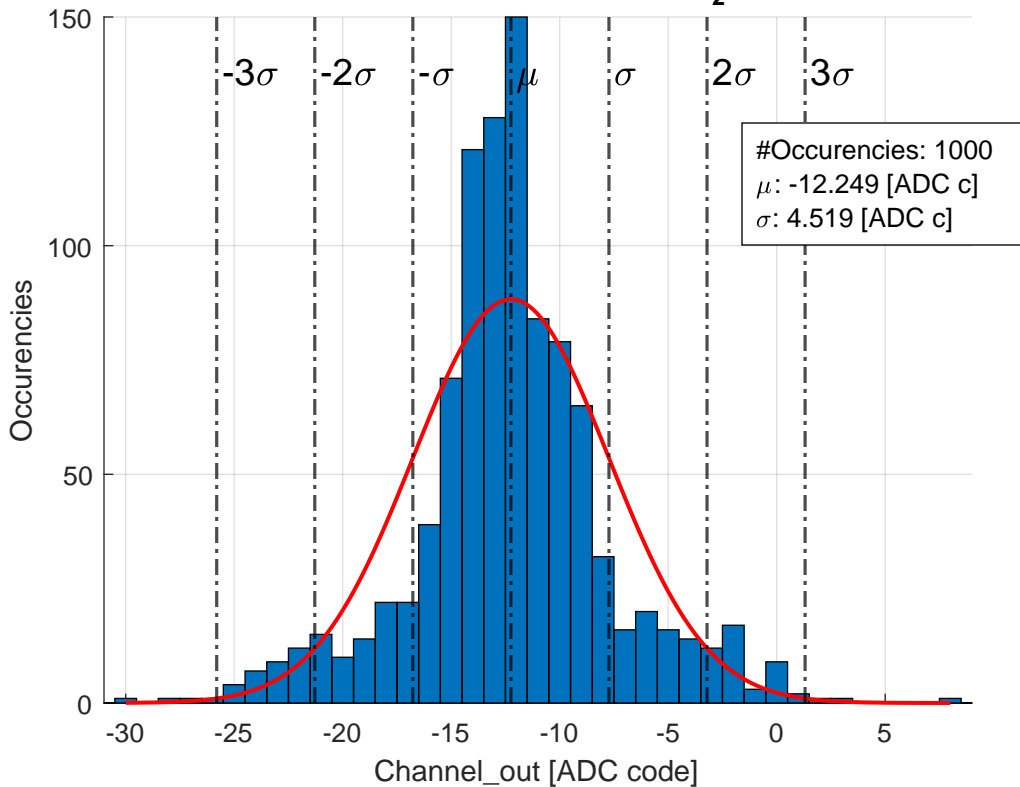 2
150
-3σ -2σ -σ μ σ 2σ 3σ
#Occurencies: 1000
μ: -12.249 [ADC c]
σ: 4.519 [ADC c]
100
Occurencies
50
0
-30 -25 -20 -15 -10 -5 0 5
Channel_out [ADC code]